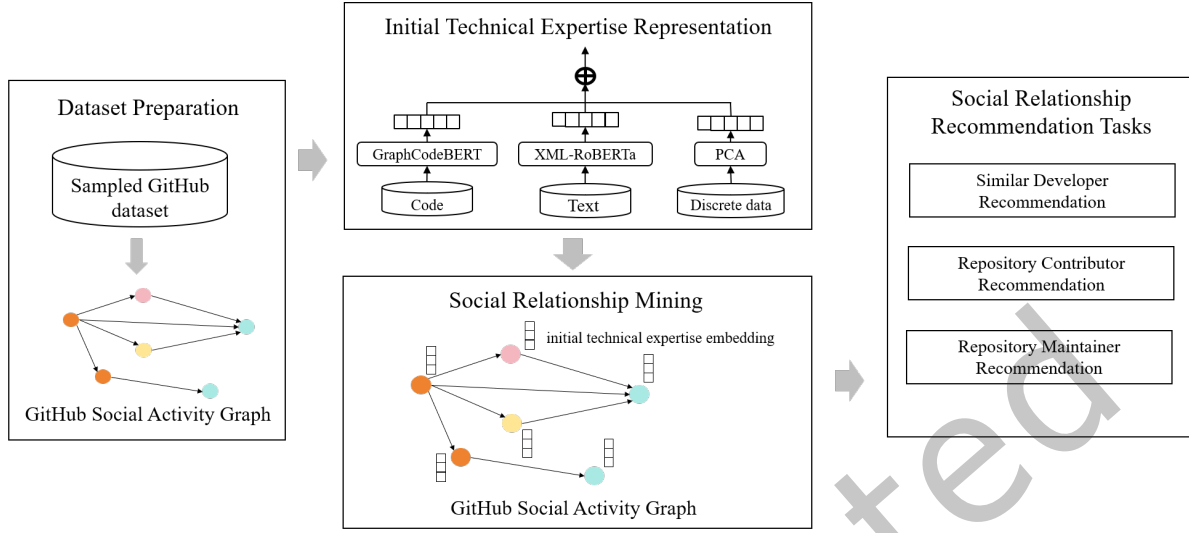 Dataset Preparation
Sampled GitHub
dataset
GitHub Social Activity Graph
Initial Technical Expertise Representation
GraphCodeBERT
XML-RoBERTa
PCA
Code
Text
Discrete data
Social Relationship Mining
initial technical expertise embedding
GitHub Social Activity Graph
Social Relationship
Recommendation Tasks
Similar Developer
Recommendation
Repository Contributor
Recommendation
Repository Maintainer
Recommendation
ted